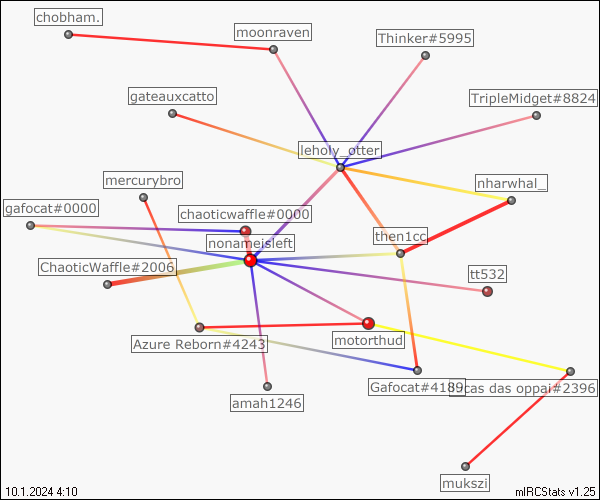 chobham.
moonraven
Thinker#5995
gateauxcatto
TripleMidget#8824
leholy_otter
mercurybro
nharwhal_
gafocat#0000
chaoticwaffle#0000
nonameisleft
then1cc
ChaoticWaffle#2006
tt532
Azure Reborn#4243
motorthud
Gafocat#4189
cas das oppai#2396
amah1246
mukszi
10.1.2024 4:10
mIRCStats v1.25